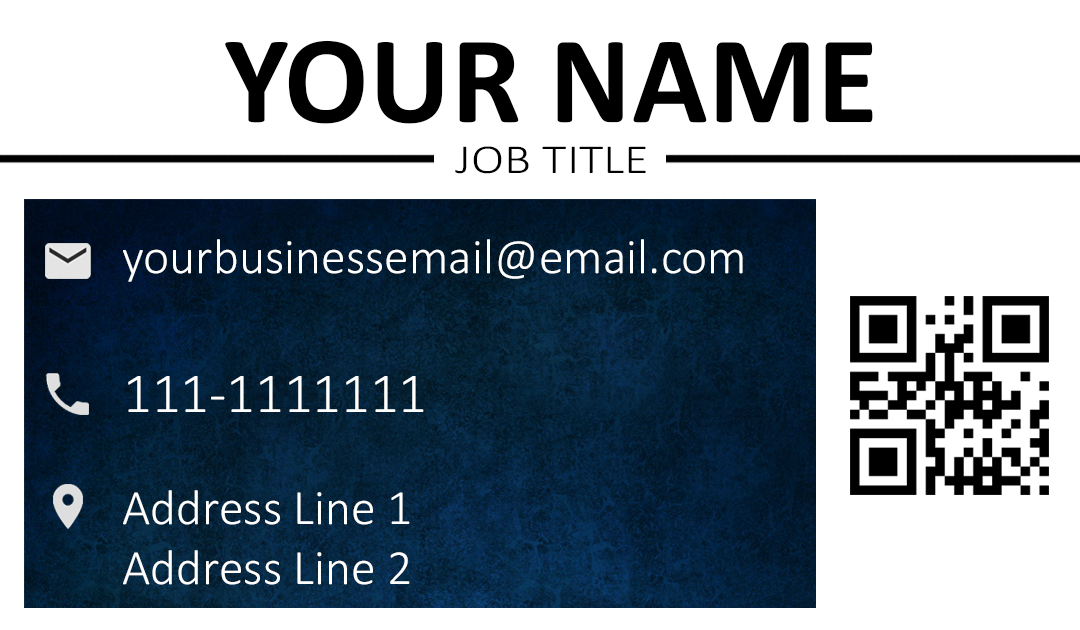 YOUR NAME
JOB TITLE
yourbusinessemail@email.com
111-1111111
Address Line 1
Address Line 2